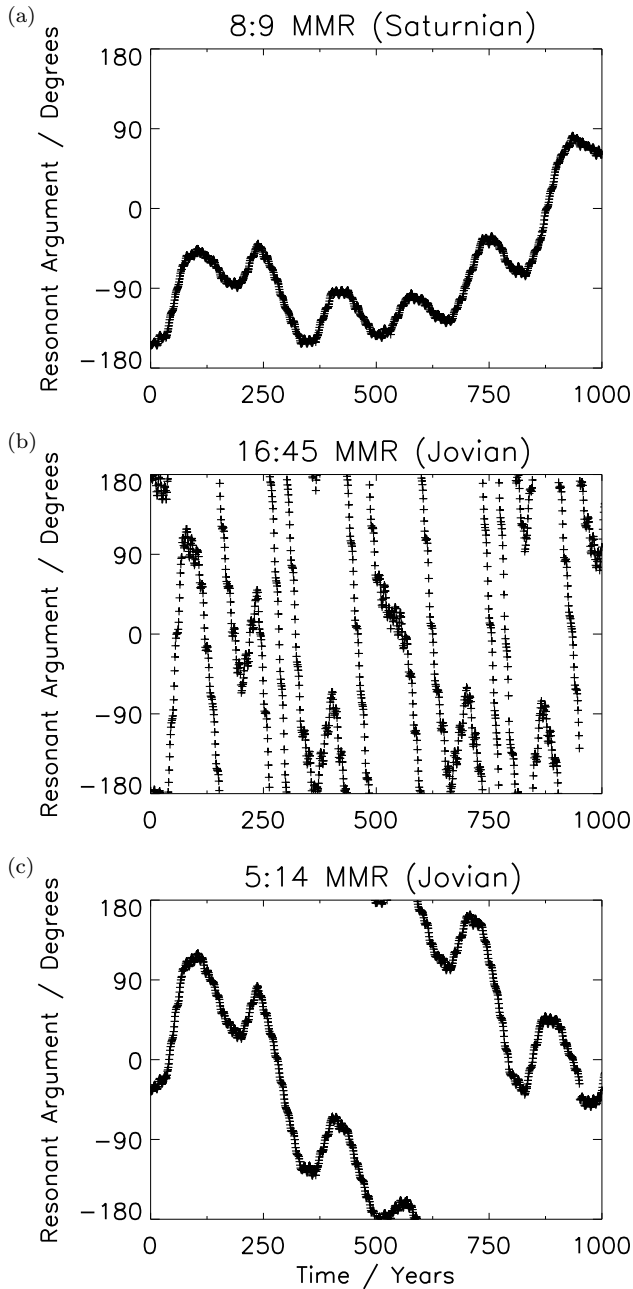 (a)
8:9 MMR (Saturnian)
Resonant Argument / Degrees
180
90
0
−90
−180
0 250 500 750 1000
(b)
16:45 MMR (Jovian)
Resonant Argument / Degrees
180
90
0
−90
−180
0 250 500 750 1000
(c)
5:14 MMR (Jovian)
Resonant Argument / Degrees
180
90
0
−90
−180
0 250 500 750 1000
Time / Years